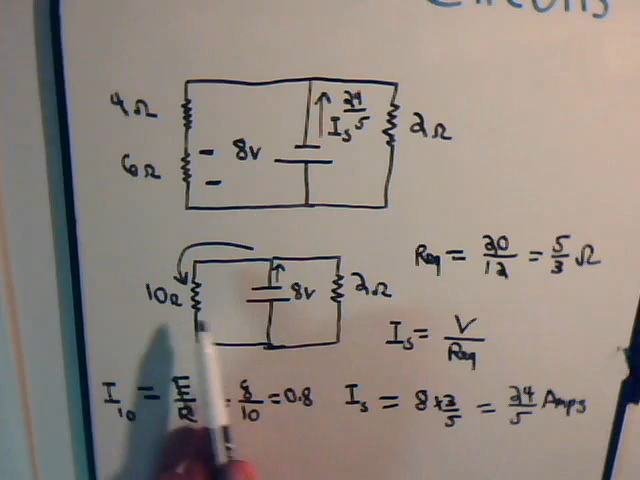 Circuits
4Ω
24/5
Is
8v
2Ω
6Ω
Req = 20/12 = 5/3 Ω
10Ω
8v
2Ω
Is = V/Req
I10 = E/R = 8/10 = 0.8
Is = 8 × 3/5 = 24/5 Amps